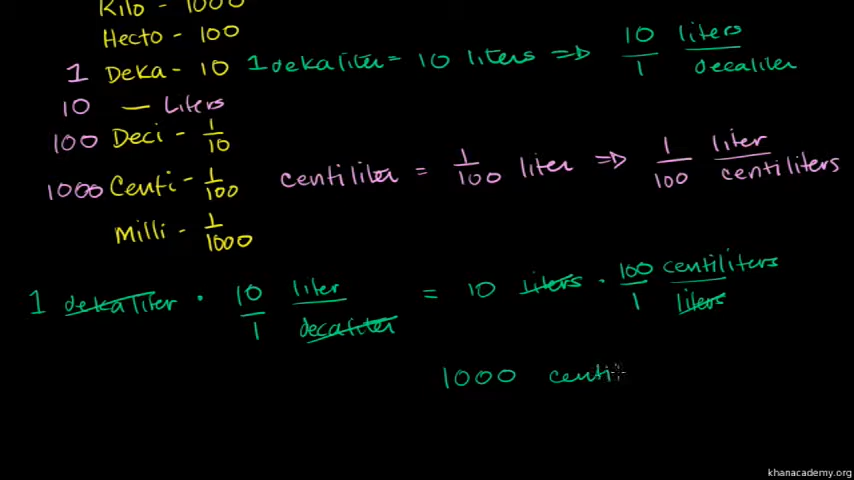 Kilo - 1000
Hecto - 100
1 Deka - 10 1 dekaliter = 10 liters ⇒ 10/1 liters/decaliter
10 — Liters
100 Deci - 1/10
1000 Centi - 1/100 centiliter = 1/100 liter ⇒ 1/100 liter/centiliters
Milli - 1/1000
1 dekaliter · 10/1 liter/decaliter = 10 liters · 100/1 centiliters/liters
1000 centi
khanacademy.org